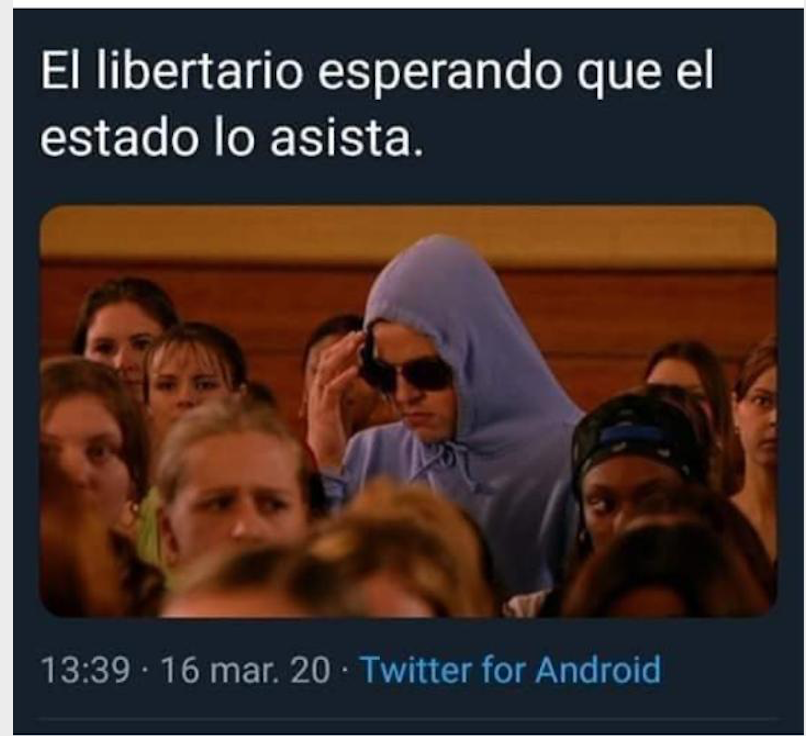 El libertario esperando que el
estado lo asista.
13:39 · 16 mar. 20 · Twitter for Android